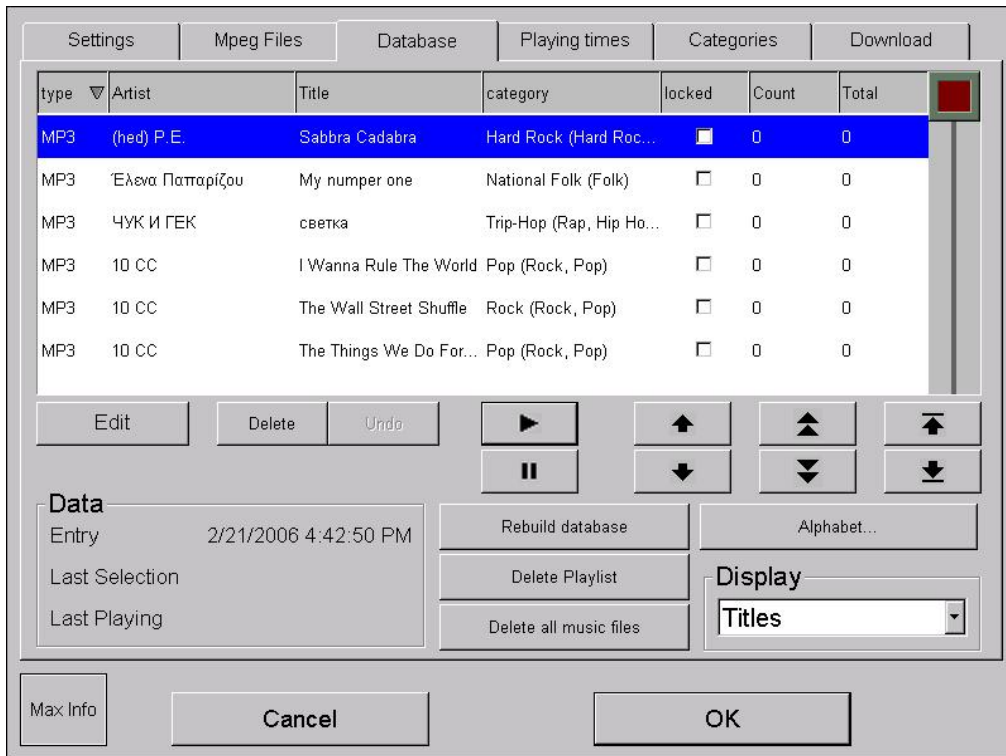 Settings Mpeg Files Database Playing times Categories Download
type Artist Title category locked Count Total
MP3 (hed) P.E. Sabbra Cadabra Hard Rock (Hard Roc... 0 0
MP3 Έλενα Παπαρίζου My numper one National Folk (Folk) 0 0
MP3 ЧУК И ГЕК светка Trip-Hop (Rap, Hip Ho... 0 0
MP3 10 CC I Wanna Rule The World Pop (Rock, Pop) 0 0
MP3 10 CC The Wall Street Shuffle Rock (Rock, Pop) 0 0
MP3 10 CC The Things We Do For... Pop (Rock, Pop) 0 0
Edit Delete Undo
Data
Entry 2/21/2006 4:42:50 PM
Last Selection
Last Playing
Rebuild database
Delete Playlist
Delete all music files
Alphabet...
Display
Titles
Max Info Cancel OK